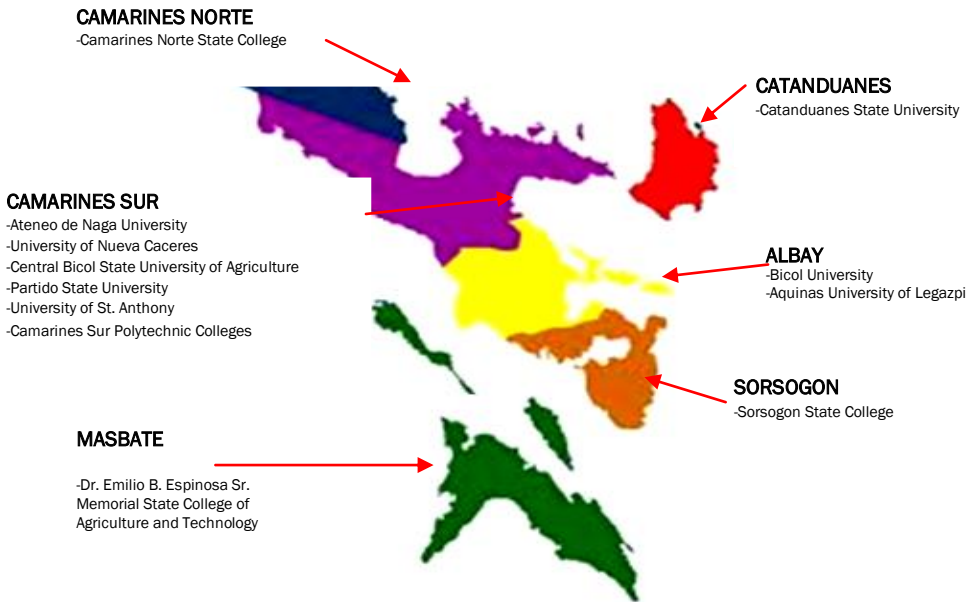 CAMARINES NORTE
-Camarines Norte State College
CATANDUANES
-Catanduanes State University
CAMARINES SUR
-Ateneo de Naga University
-University of Nueva Caceres
-Central Bicol State University of Agriculture
-Partido State University
-University of St. Anthony
-Camarines Sur Polytechnic Colleges
ALBAY
-Bicol University
-Aquinas University of Legazpi
SORSOGON
-Sorsogon State College
MASBATE
-Dr. Emilio B. Espinosa Sr.
Memorial State College of
Agriculture and Technology